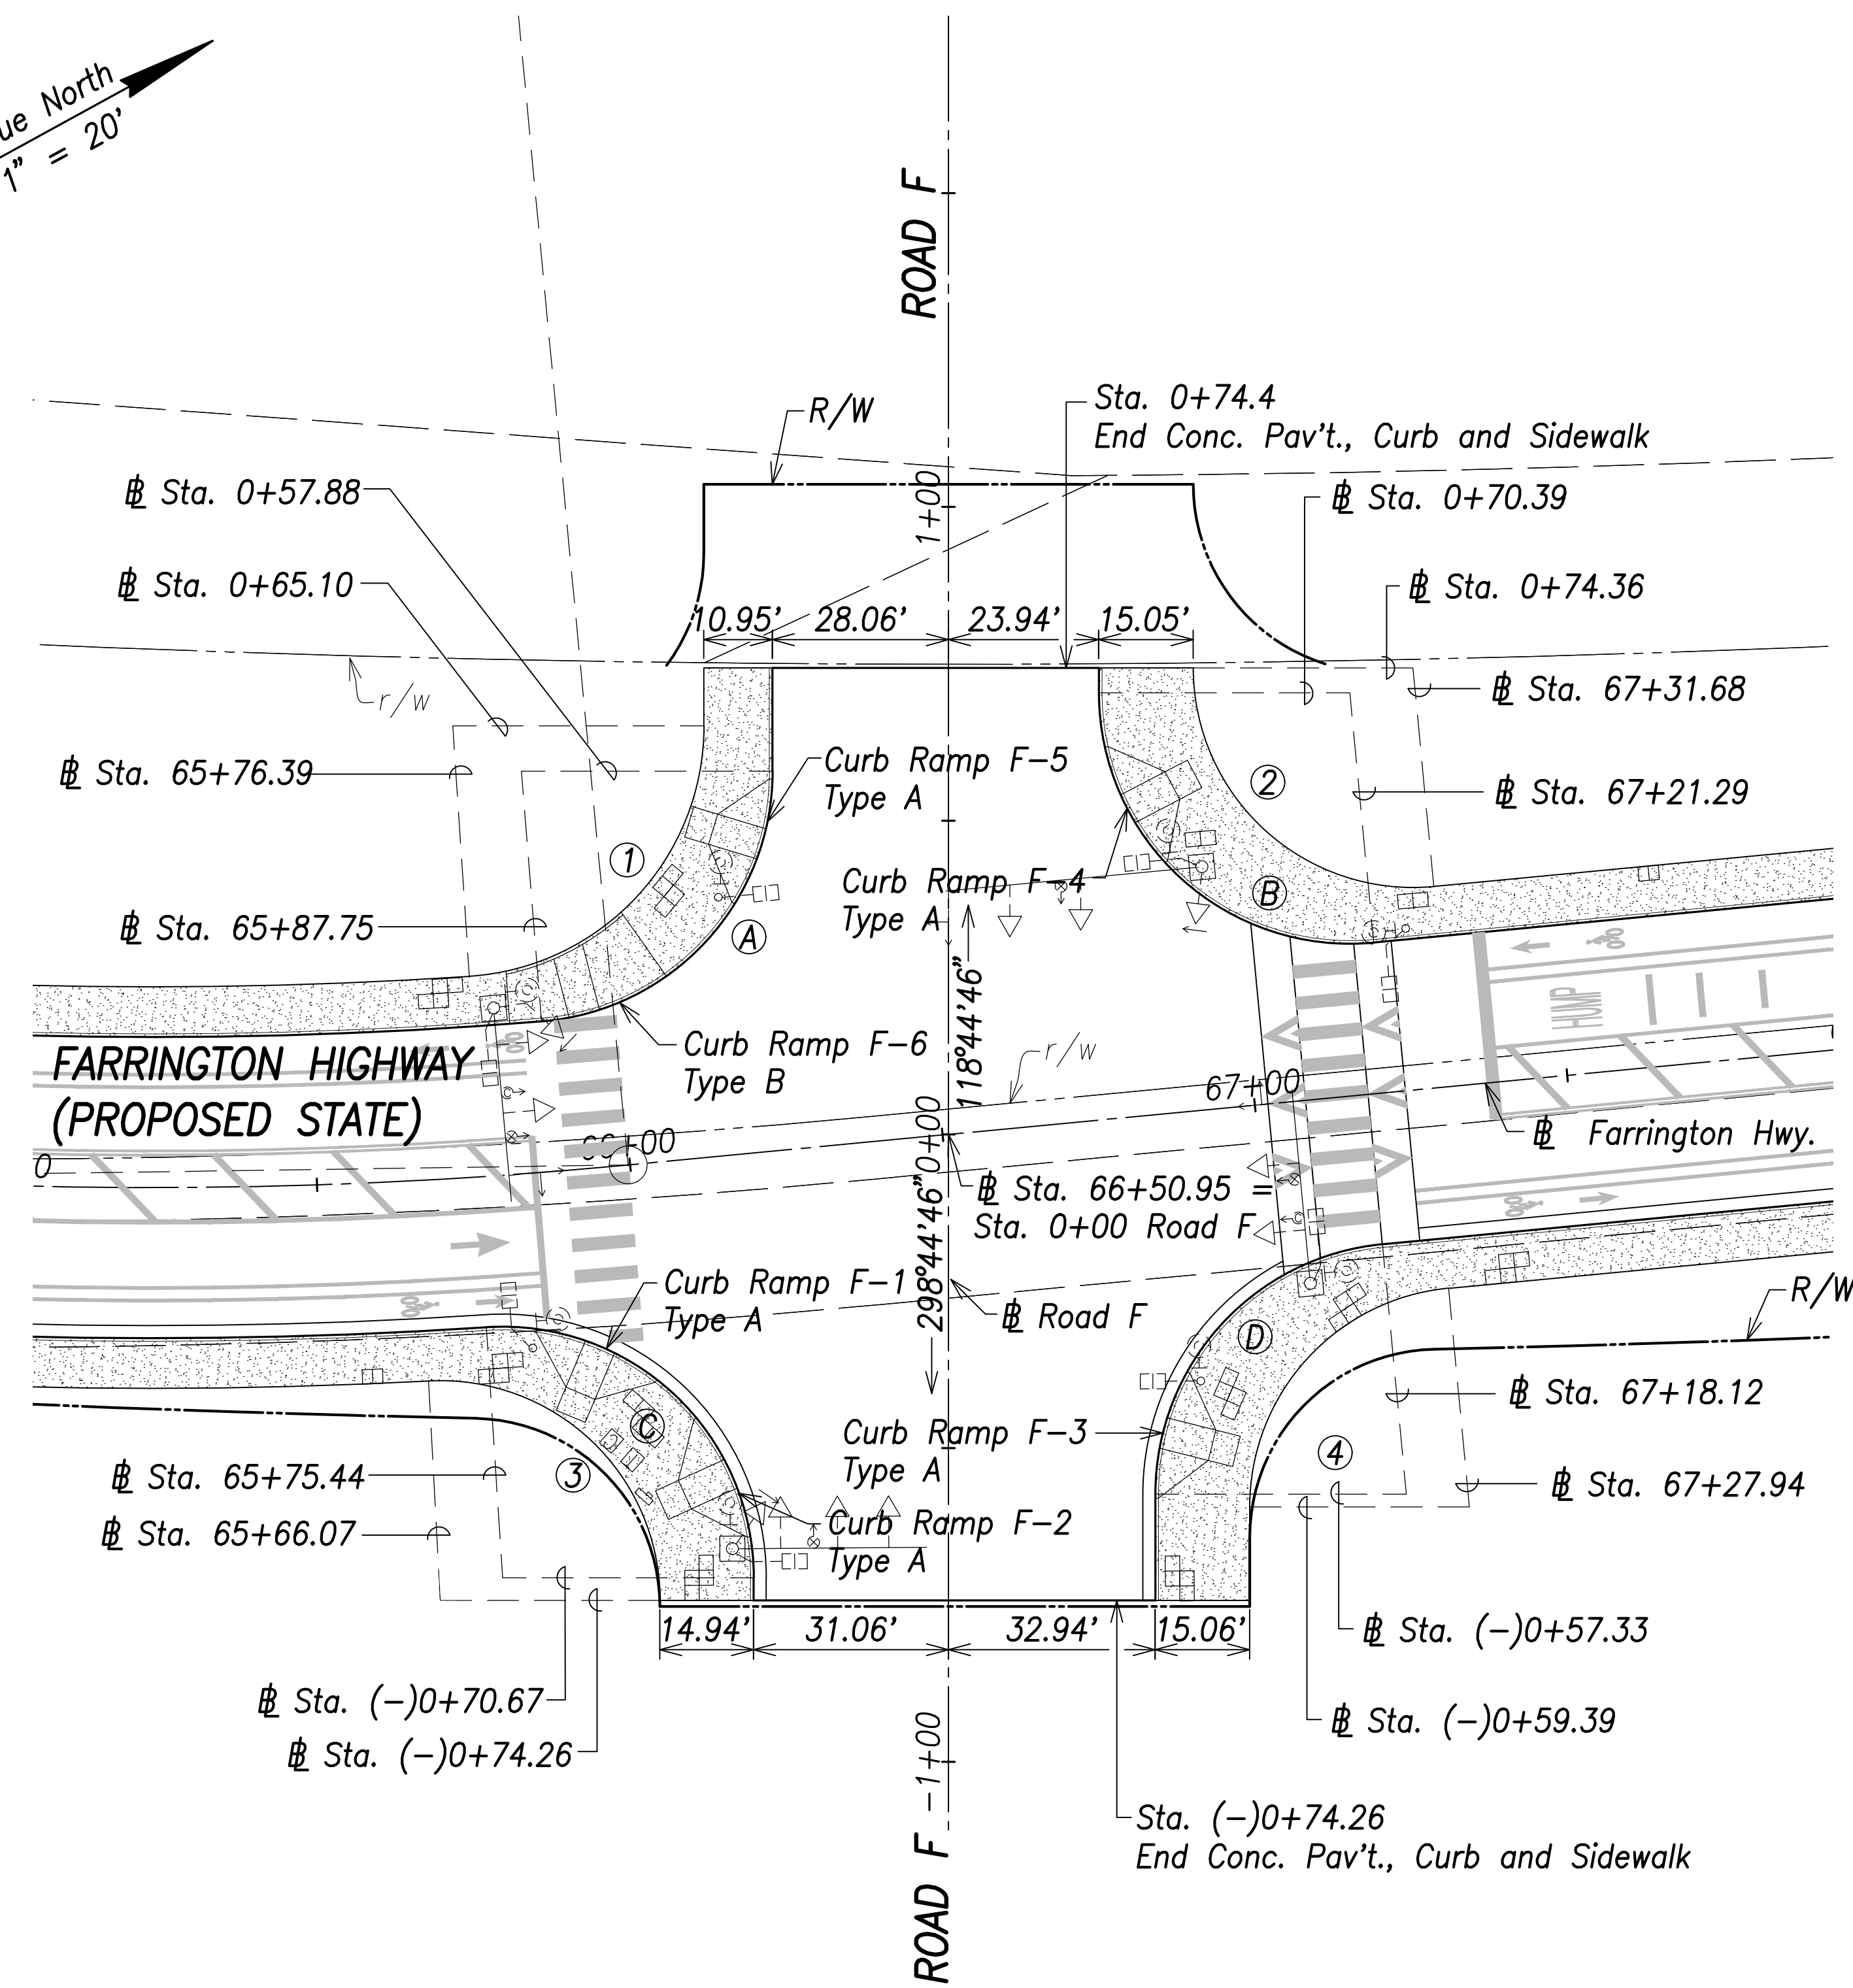 ue North
1" = 20'
ROAD F
R/W
Sta. 0+74.4
End Conc. Pav't., Curb and Sidewalk
℄ Sta. 0+57.88
℄ Sta. 0+70.39
1+00
℄ Sta. 0+65.10
℄ Sta. 0+74.36
10.95' 28.06' 23.94' 15.05'
r/w
℄ Sta. 67+31.68
℄ Sta. 65+76.39
Curb Ramp F-5
Type A
2
℄ Sta. 67+21.29
1
Curb Ramp F-4
Type A
B
℄ Sta. 65+87.75
A
118°44'46"
HUMP
FARRINGTON HIGHWAY
(PROPOSED STATE)
Curb Ramp F-6
Type B
r/w
67+00
66+00
0+00
℄ Farrington Hwy.
0
℄ Sta. 66+50.95 =
Sta. 0+00 Road F
298°44'46"
Curb Ramp F-1
Type A
℄ Road F
R/W
D
℄ Sta. 67+18.12
C
Curb Ramp F-3
Type A
3
4
℄ Sta. 65+75.44
℄ Sta. 67+27.94
℄ Sta. 65+66.07
Curb Ramp F-2
Type A
14.94' 31.06' 32.94' 15.06'
℄ Sta. (-)0+57.33
℄ Sta. (-)0+70.67
℄ Sta. (-)0+59.39
℄ Sta. (-)0+74.26
-1+00
Sta. (-)0+74.26
End Conc. Pav't., Curb and Sidewalk
ROAD F